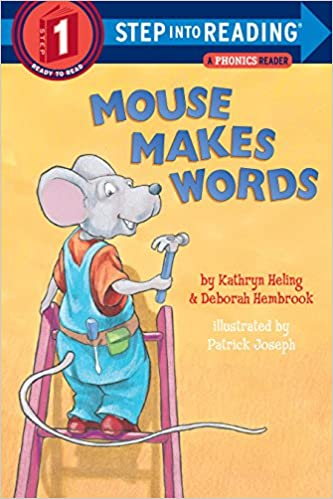 STEP
1
READY-TO-READ
STEP INTO READING®
A PHONICS READER
MOUSE
MAKES
WORDS
by Kathryn Heling
& Deborah Hembrook
illustrated by
Patrick Joseph